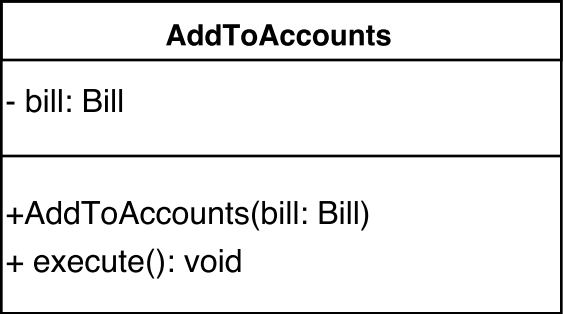 AddToAccounts
- bill: Bill
+AddToAccounts(bill: Bill)
+ execute(): void